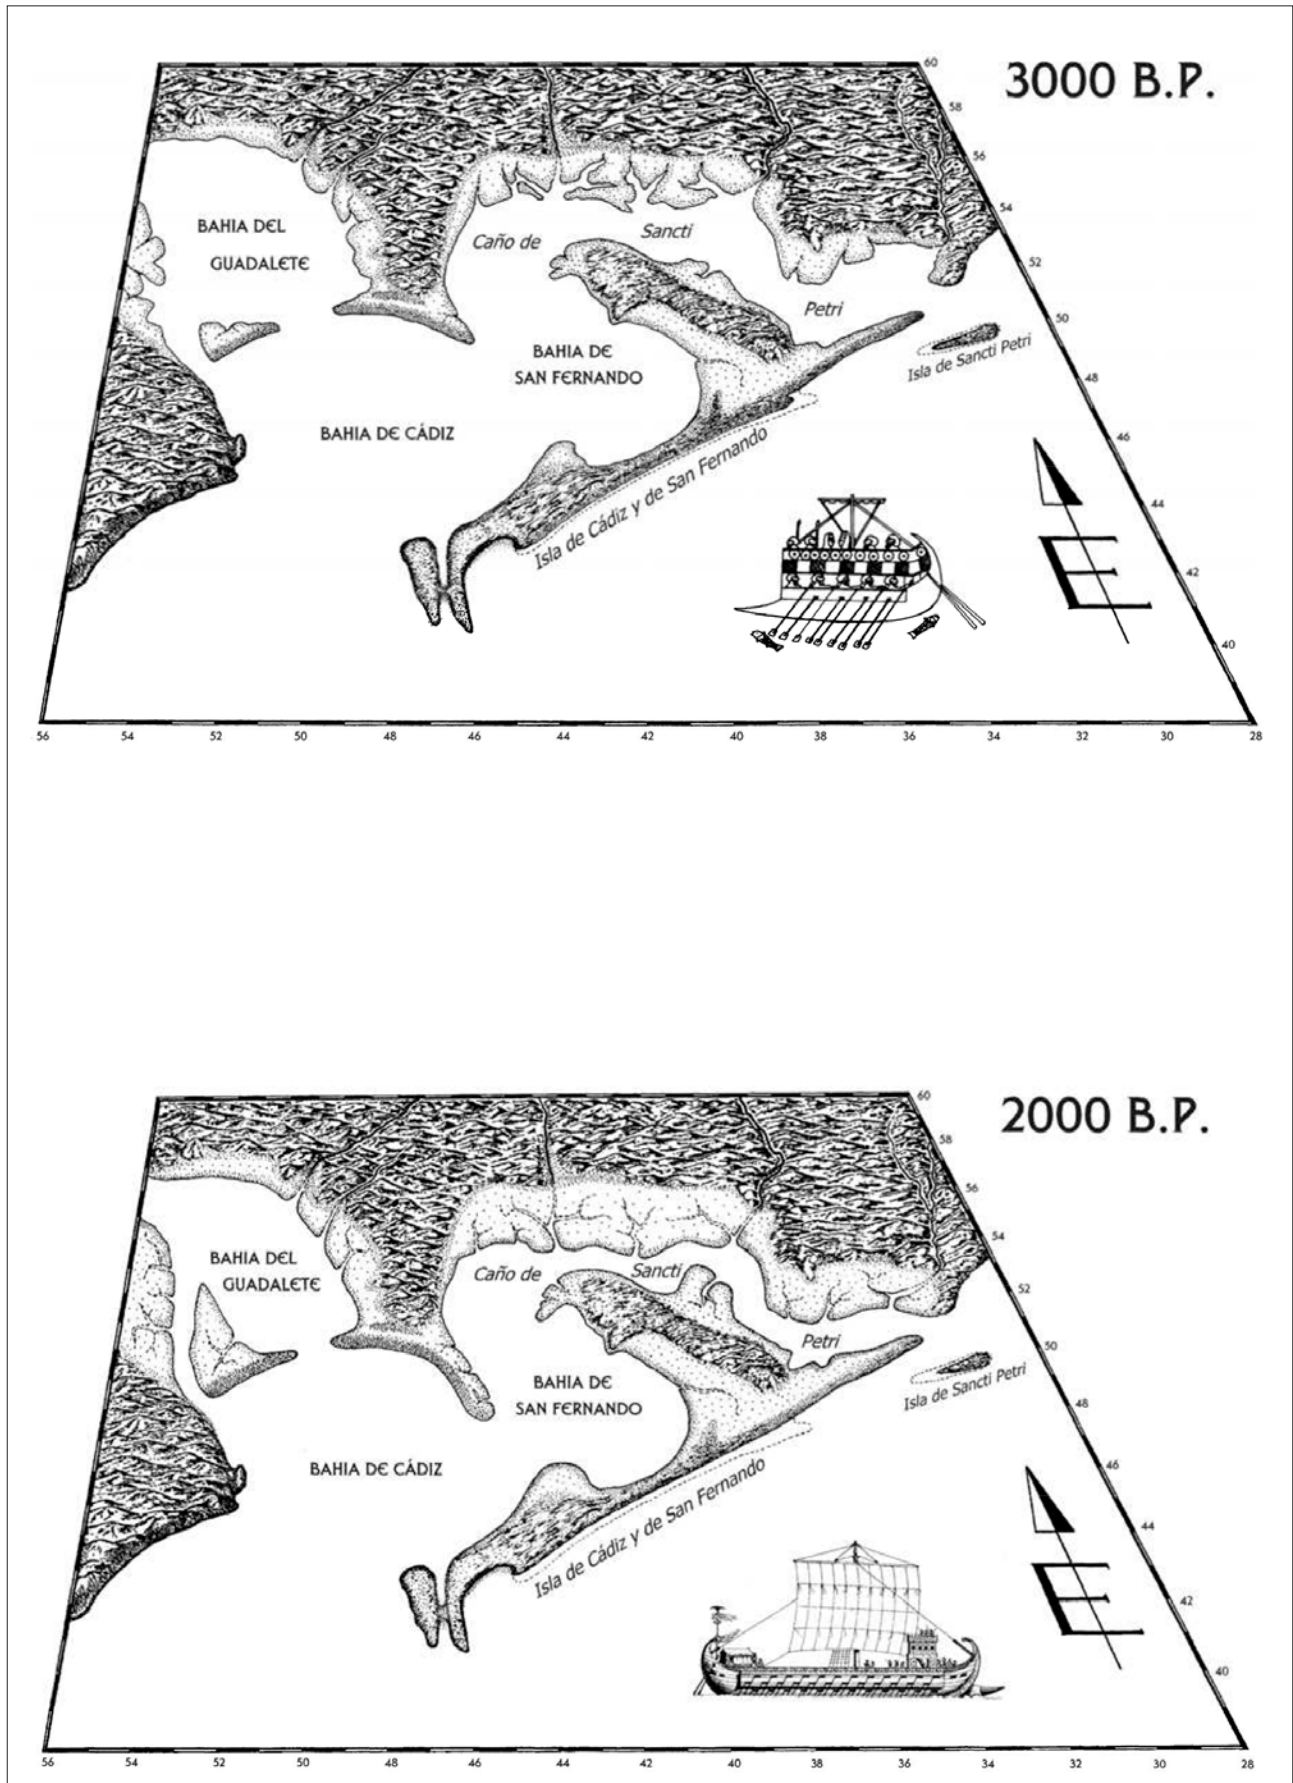 3000 B.P.
60
58
56
54
52
50
48
46
44
42
40
BAHIA DEL
GUADALETE
Caño de
Sancti
Petri
BAHIA DE
SAN FERNANDO
Isla de Sancti Petri
BAHIA DE CÁDIZ
Isla de Cádiz y de San Fernando
E
56 54 52 50 48 46 44 42 40 38 36 34 32 30 28
2000 B.P.
60
58
56
54
52
50
48
46
44
42
40
BAHIA DEL
GUADALETE
Caño de
Sancti
Petri
BAHIA DE
SAN FERNANDO
Isla de Sancti Petri
BAHIA DE CÁDIZ
Isla de Cádiz y de San Fernando
E
56 54 52 50 48 46 44 42 40 38 36 34 32 30 28